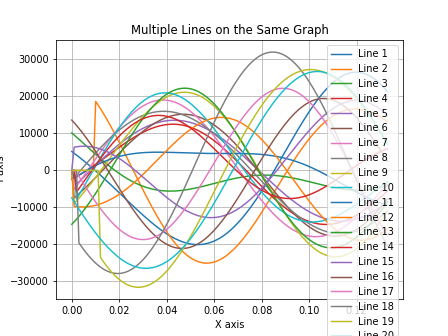 Multiple Lines on the Same Graph
30000
20000
10000
0
−10000
−20000
−30000
0.00
0.02
0.04
0.06
0.08
0.10
X axis
Line 1
Line 2
Line 3
Line 4
Line 5
Line 6
Line 7
Line 8
Line 9
Line 10
Line 11
Line 12
Line 13
Line 14
Line 15
Line 16
Line 17
Line 18
Line 19
Line 20